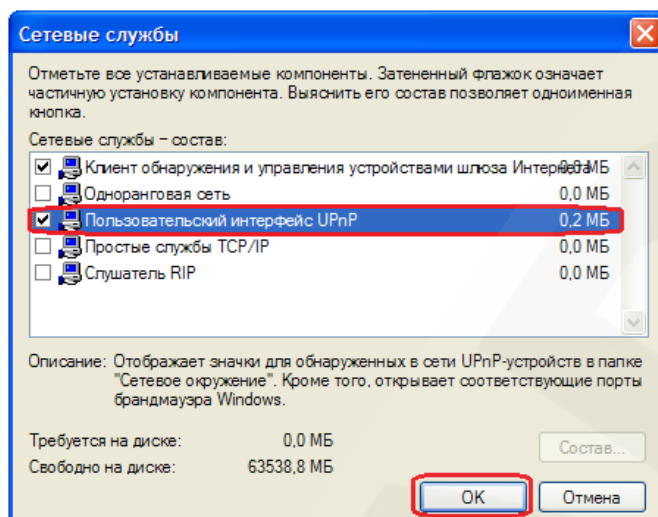 Сетевые службы
Отметьте все устанавливаемые компоненты. Затененный флажок означает
частичную установку компонента. Выяснить его состав позволяет одноименная
кнопка.
Сетевые службы – состав:
Клиент обнаружения и управления устройствами шлюза Интернета 0,0 МБ
Одноранговая сеть 0,0 МБ
Пользовательский интерфейс UPnP 0,2 МБ
Простые службы TCP/IP 0,0 МБ
Слушатель RIP 0,0 МБ
Описание: Отображает значки для обнаруженных в сети UPnP-устройств в папке
"Сетевое окружение". Кроме того, открывает соответствующие порты
брандмауэра Windows.
Требуется на диске: 0,0 МБ
Состав...
Свободно на диске: 63538,8 МБ
ОК Отмена